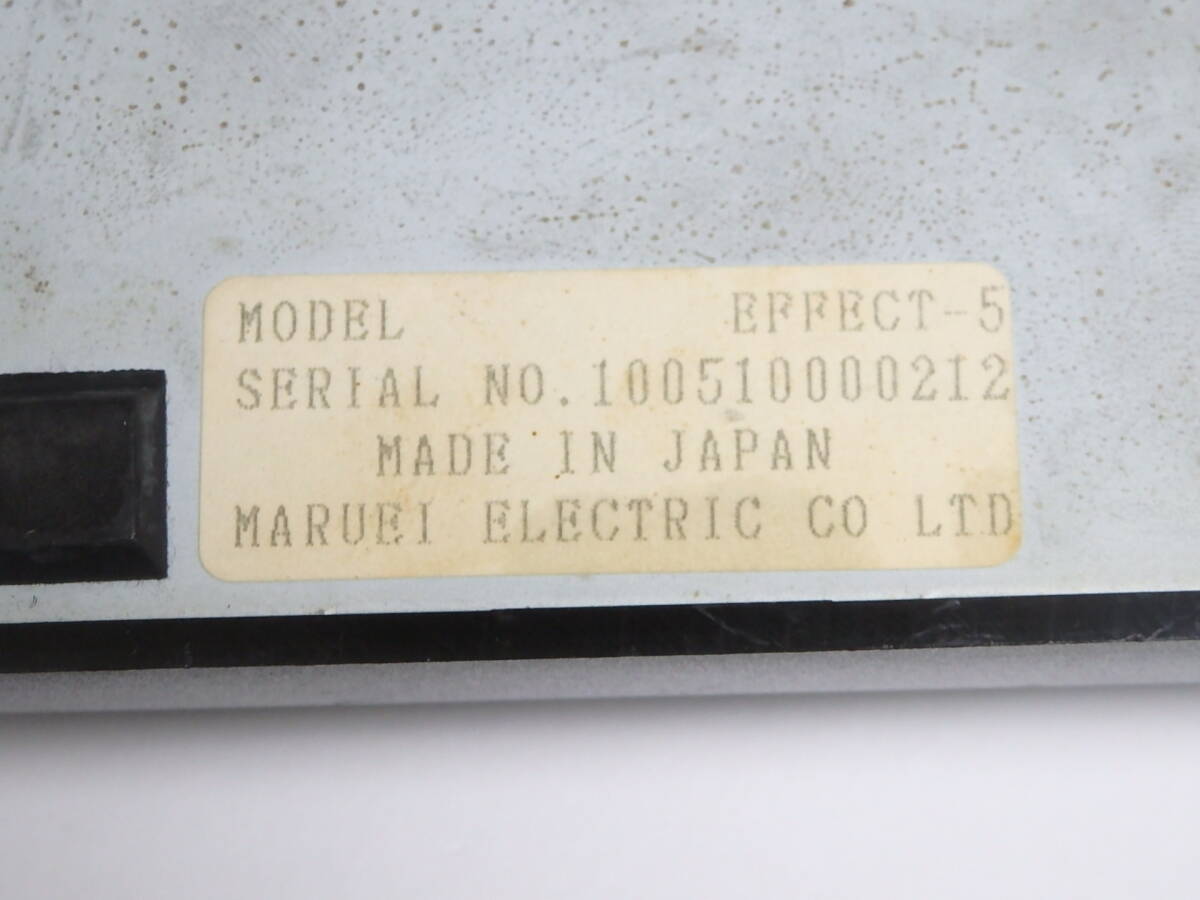 MODEL EFFECT-5
SERIAL NO.100510000212
MADE IN JAPAN
MARUEI ELECTRIC CO LTD